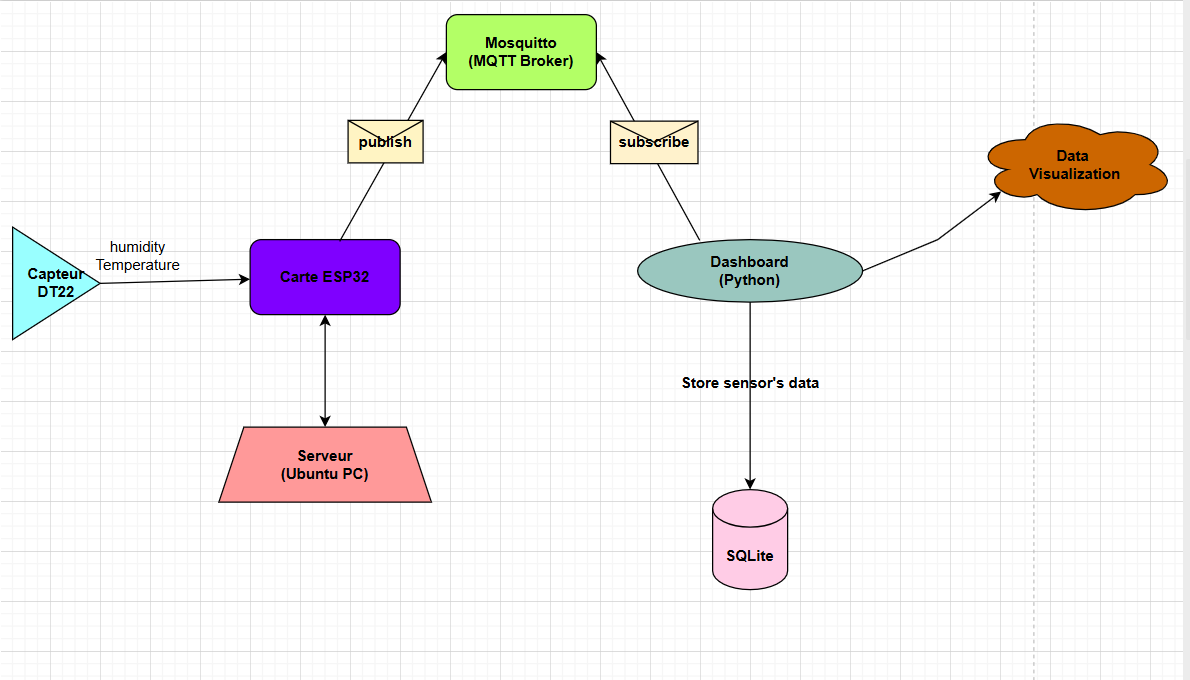 Mosquitto
(MQTT Broker)
publish
subscribe
Data
Visualization
humidity
Temperature
Capteur
DT22
Carte ESP32
Dashboard
(Python)
Store sensor's data
Serveur
(Ubuntu PC)
SQLite